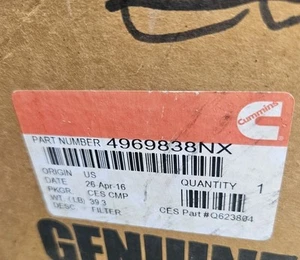 Cummins
PART NUMBER 4969838NX
ORIGIN US
DATE 26-Apr-16
PKGR CES CMP
WT. (LB) 39.3
DESC. FILTER
QUANTITY 1
CES Part #Q623804
GENUINE